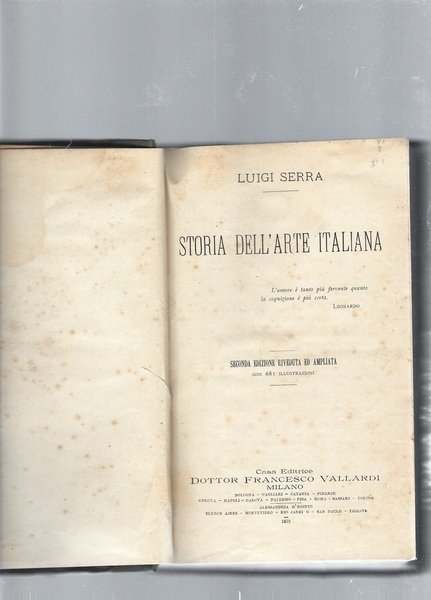 LUIGI SERRA
STORIA DELL'ARTE ITALIANA
L'amore è tanto più fervente quanto
la cognizione è più certa.
LEONARDO
SECONDA EDIZIONE RIVEDUTA ED AMPLIATA
CON 681 ILLUSTRAZIONI
Casa Editrice
DOTTOR FRANCESCO VALLARDI
MILANO
BOLOGNA - CAGLIARI - CATANIA - FIRENZE
GENOVA - NAPOLI - PADOVA - PALERMO - PISA - ROMA - SASSARI - TORINO
ALESSANDRIA D'EGITTO
BUENOS AIRES - MONTEVIDEO - RIO JANEIRO - SAN PAULO - TRIESTE